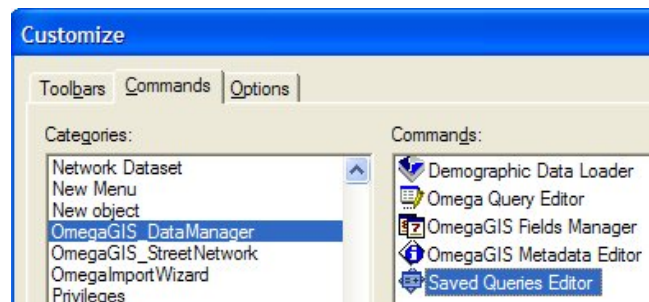 Customize
Toolbars Commands Options
Categories:
Network Dataset
New Menu
New object
OmegaGIS_DataManager
OmegaGIS_StreetNetwork
OmegaImportWizard
Privileges
Commands:
Demographic Data Loader
Omega Query Editor
OmegaGIS Fields Manager
OmegaGIS Metadata Editor
Saved Queries Editor